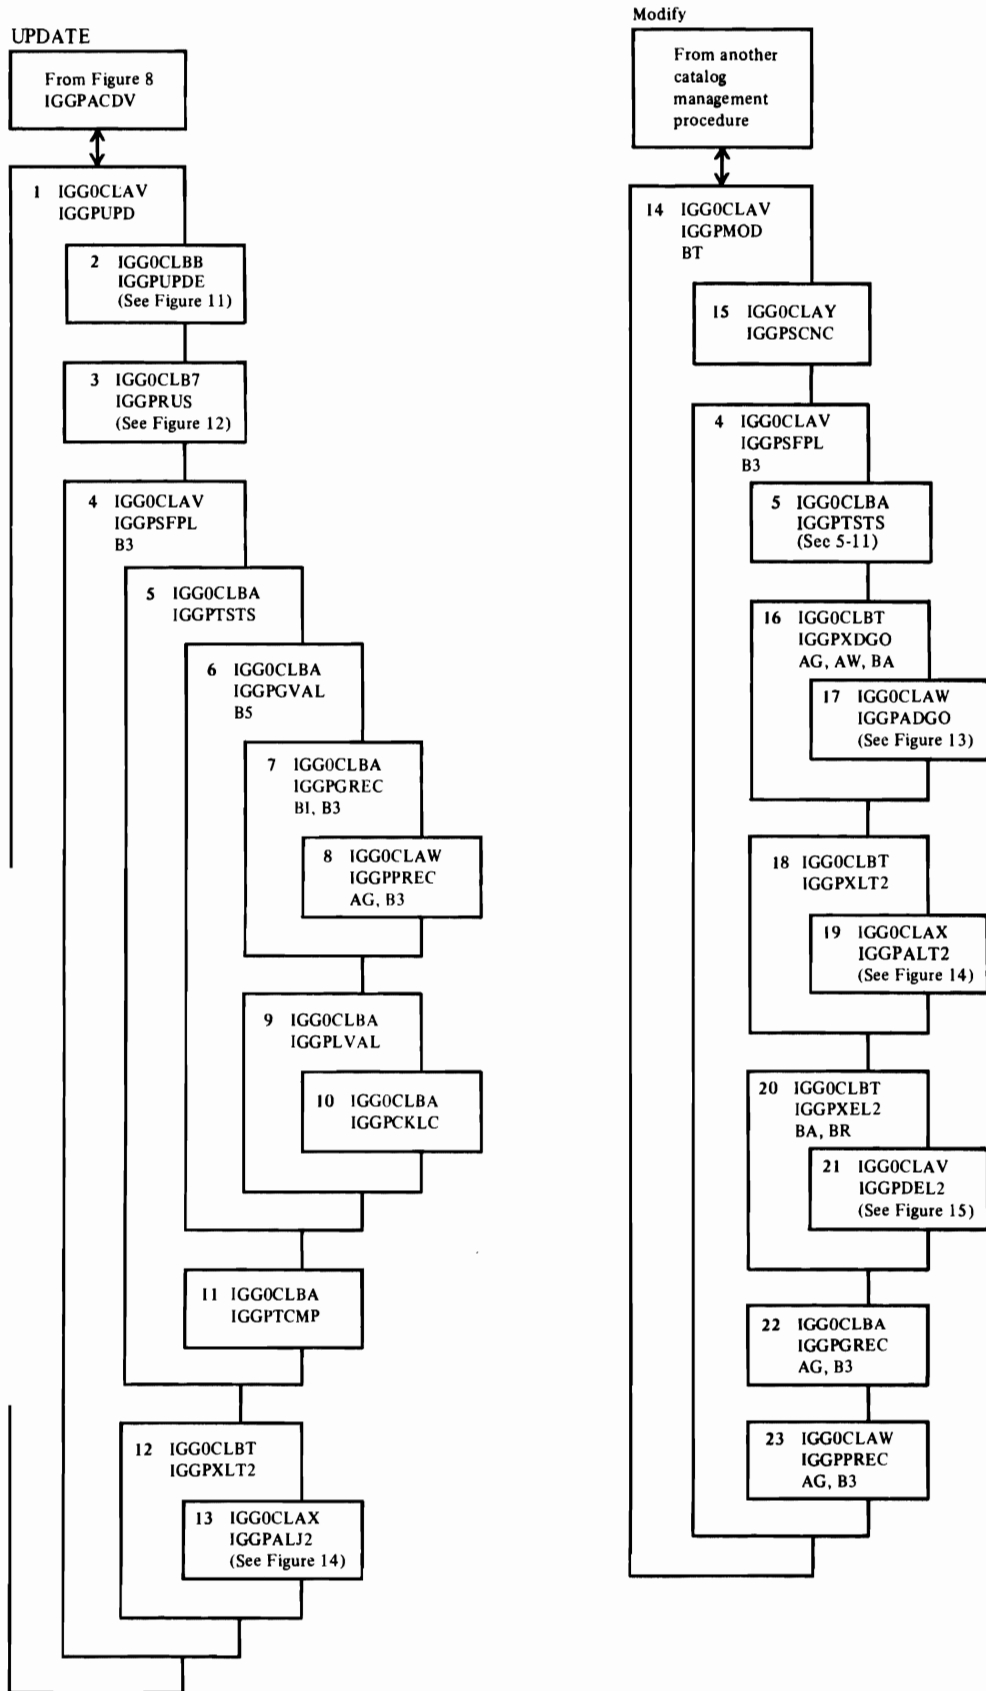 UPDATE
From Figure 8
IGGPACDV
1 IGG0CLAV
IGGPUPD
2 IGG0CLBB
IGGPUPDE
(See Figure 11)
3 IGG0CLB7
IGGPRUS
(See Figure 12)
4 IGG0CLAV
IGGPSFPL
B3
5 IGG0CLBA
IGGPTSTS
6 IGG0CLBA
IGGPGVAL
B5
7 IGG0CLBA
IGGPGREC
BI, B3
8 IGG0CLAW
IGGPPREC
AG, B3
9 IGG0CLBA
IGGPLVAL
10 IGG0CLBA
IGGPCKLC
11 IGG0CLBA
IGGPTCMP
12 IGG0CLBT
IGGPXLT2
13 IGG0CLAX
IGGPALJ2
(See Figure 14)
Modify
From another
catalog
management
procedure
14 IGG0CLAV
IGGPMOD
BT
15 IGG0CLAY
IGGPSCNC
4 IGG0CLAV
IGGPSFPL
B3
5 IGG0CLBA
IGGPTSTS
(Sec 5-11)
16 IGG0CLBT
IGGPXDGO
AG, AW, BA
17 IGG0CLAW
IGGPADGO
(See Figure 13)
18 IGG0CLBT
IGGPXLT2
19 IGG0CLAX
IGGPALT2
(See Figure 14)
20 IGG0CLBT
IGGPXEL2
BA, BR
21 IGG0CLAV
IGGPDEL2
(See Figure 15)
22 IGG0CLBA
IGGPGREC
AG, B3
23 IGG0CLAW
IGGPPREC
AG, B3